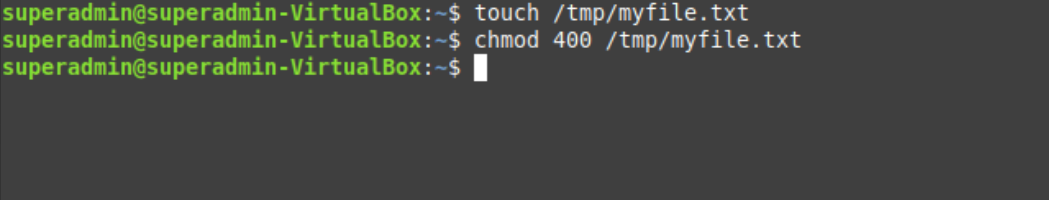 superadmin@superadmin-VirtualBox:~$ touch /tmp/myfile.txt
superadmin@superadmin-VirtualBox:~$ chmod 400 /tmp/myfile.txt
superadmin@superadmin-VirtualBox:~$